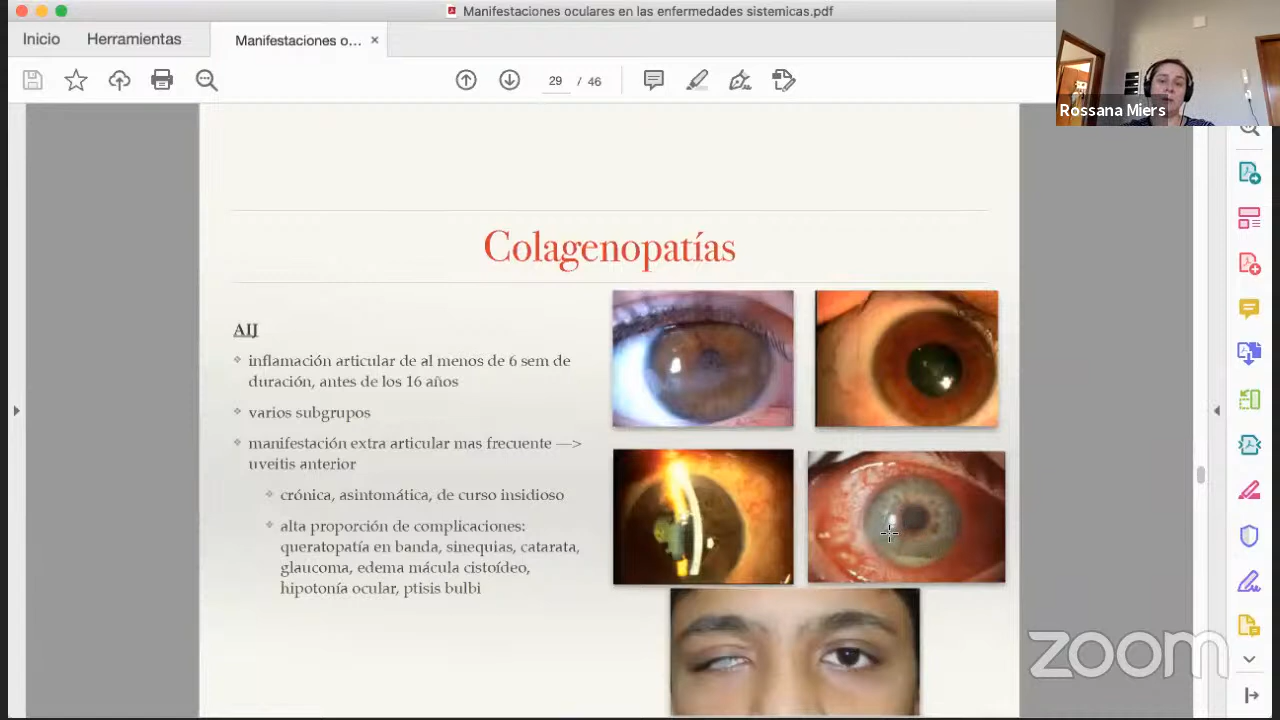 Manifestaciones oculares en las enfermedades sistemicas.pdf
Inicio
Herramientas
Manifestaciones o... ×
29 / 46
Rossana Miers
Colagenopatías
AIJ
inflamación articular de al menos de 6 sem de
duración, antes de los 16 años
varios subgrupos
manifestación extra articular mas frecuente —>
uveítis anterior
crónica, asintomática, de curso insidioso
alta proporción de complicaciones:
queratopatía en banda, sinequias, catarata,
glaucoma, edema mácula cistoídeo,
hipotonía ocular, ptisis bulbi
zoom